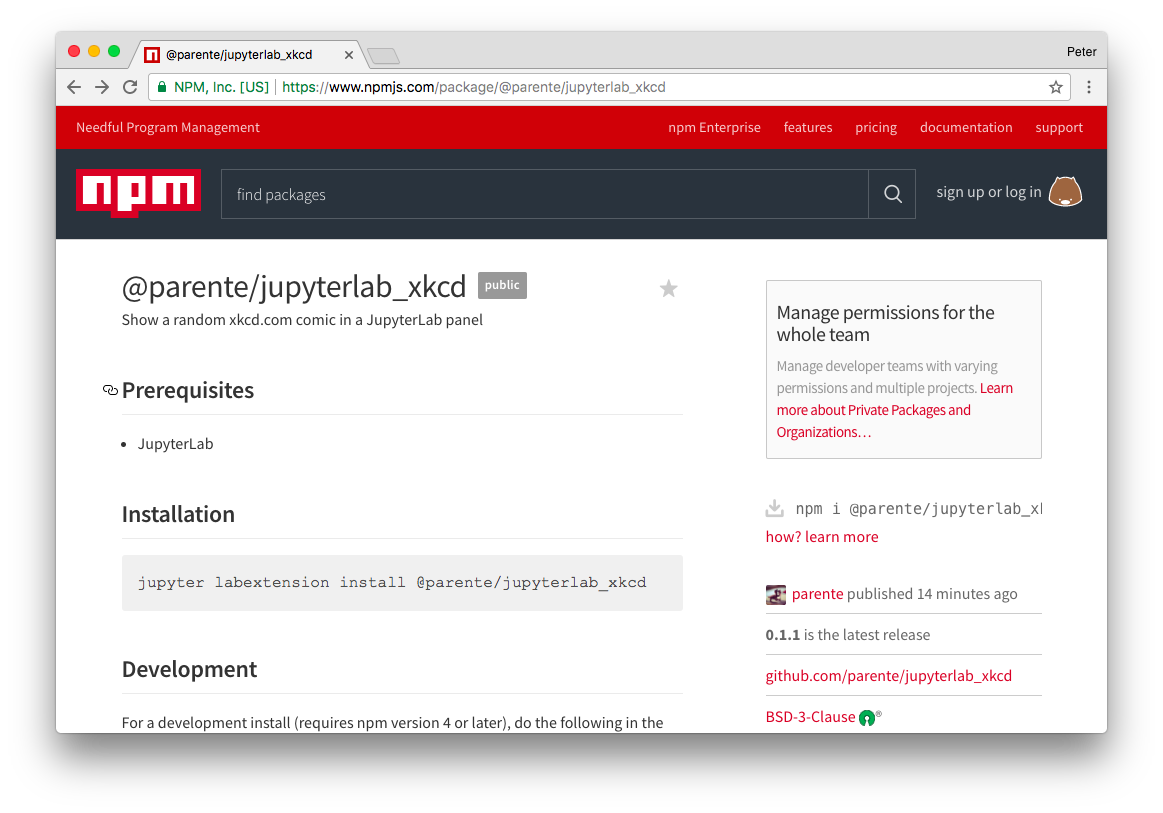 @parente/jupyterlab_xkcd
Peter
NPM, Inc. [US]
https://www.npmjs.com/package/@parente/jupyterlab_xkcd
Needful Program Management
npm Enterprise
features
pricing
documentation
support
npm
find packages
sign up or log in
@parente/jupyterlab_xkcd
public
Show a random xkcd.com comic in a JupyterLab panel
Prerequisites
• JupyterLab
Installation
jupyter labextension install @parente/jupyterlab_xkcd
Development
For a development install (requires npm version 4 or later), do the following in the
Manage permissions for the
whole team
Manage developer teams with varying
permissions and multiple projects. Learn
more about Private Packages and
Organizations…
npm i @parente/jupyterlab_xk
how? learn more
parente published 14 minutes ago
0.1.1 is the latest release
github.com/parente/jupyterlab_xkcd
BSD-3-Clause ®